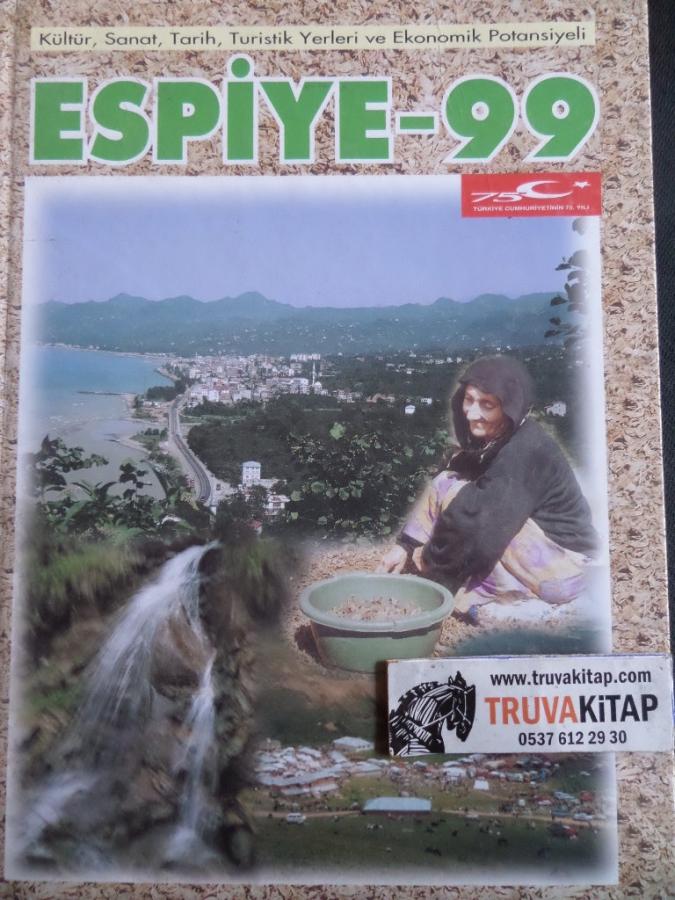 Kültür, Sanat, Tarih, Turistik Yerleri ve Ekonomik Potansiyeli
ESPİYE-99
75
TÜRKİYE CUMHURİYETİNİN 75. YILI
www.truvakitap.com
TRUVAKİTAP
0537 612 29 30